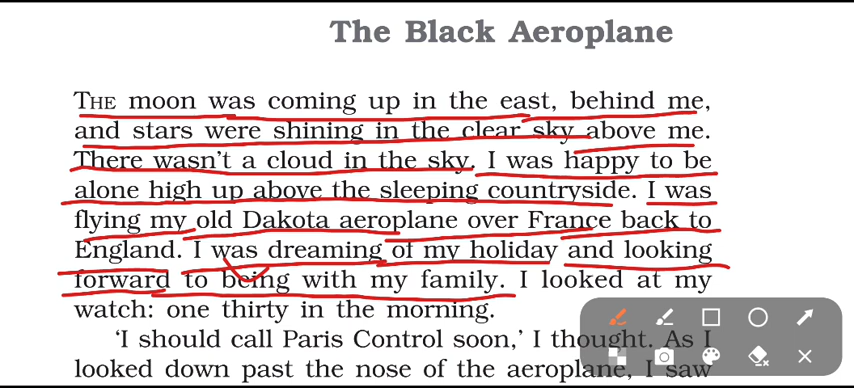 The Black Aeroplane
THE moon was coming up in the east, behind me,
and stars were shining in the clear sky above me.
There wasn't a cloud in the sky. I was happy to be
alone high up above the sleeping countryside. I was
flying my old Dakota aeroplane over France back to
England. I was dreaming of my holiday and looking
forward to being with my family. I looked at my
watch: one thirty in the morning.
‘I should call Paris Control soon,’ I thought. As I
looked down past the nose of the aeroplane, I saw